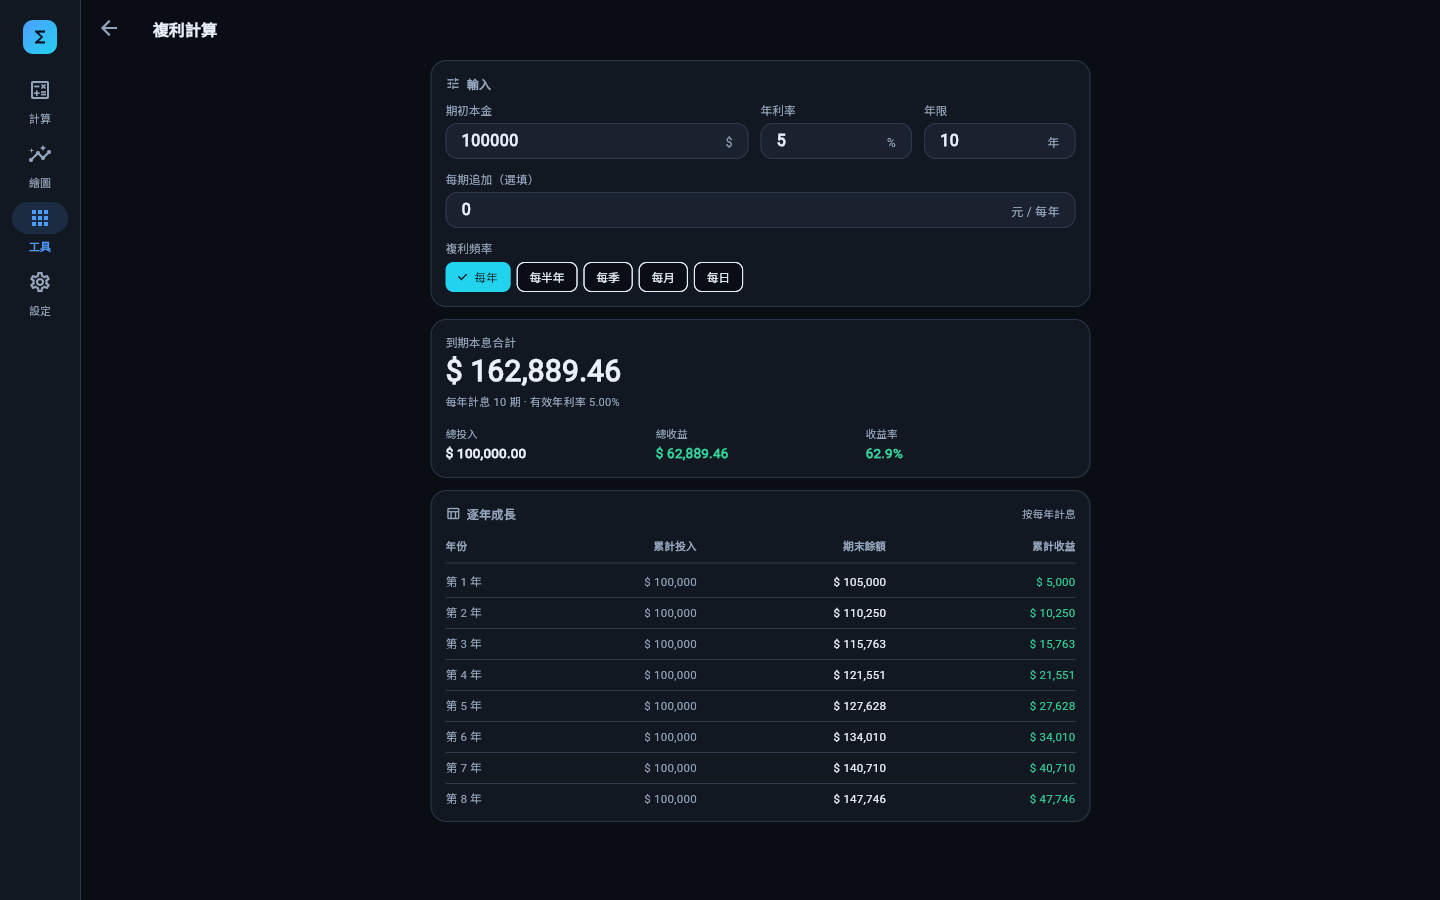 Σ
計算
繪圖
工具
設定
複利計算
輸入
期初本金
年利率
年限
100000 $
5 %
10 年
每期追加（選填）
0 元 / 每年
複利頻率
每年
每半年
每季
每月
每日
到期本息合計
$ 162,889.46
每年計息 10 期 · 有效年利率 5.00%
總投入
總收益
收益率
$ 100,000.00
$ 62,889.46
62.9%
逐年成長
按每年計息
年份 累計投入 期末餘額 累計收益
第 1 年 $ 100,000 $ 105,000 $ 5,000
第 2 年 $ 100,000 $ 110,250 $ 10,250
第 3 年 $ 100,000 $ 115,763 $ 15,763
第 4 年 $ 100,000 $ 121,551 $ 21,551
第 5 年 $ 100,000 $ 127,628 $ 27,628
第 6 年 $ 100,000 $ 134,010 $ 34,010
第 7 年 $ 100,000 $ 140,710 $ 40,710
第 8 年 $ 100,000 $ 147,746 $ 47,746